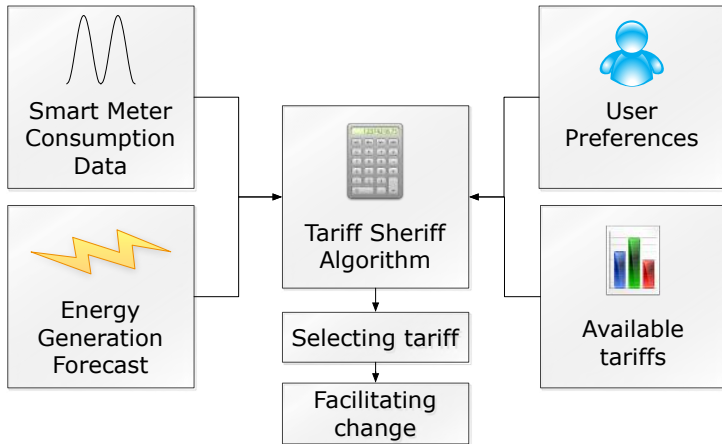 Smart Meter
Consumption
Data
Energy
Generation
Forecast
Tariff Sheriff
Algorithm
Selecting tariff
Facilitating
change
User
Preferences
Available
tariffs